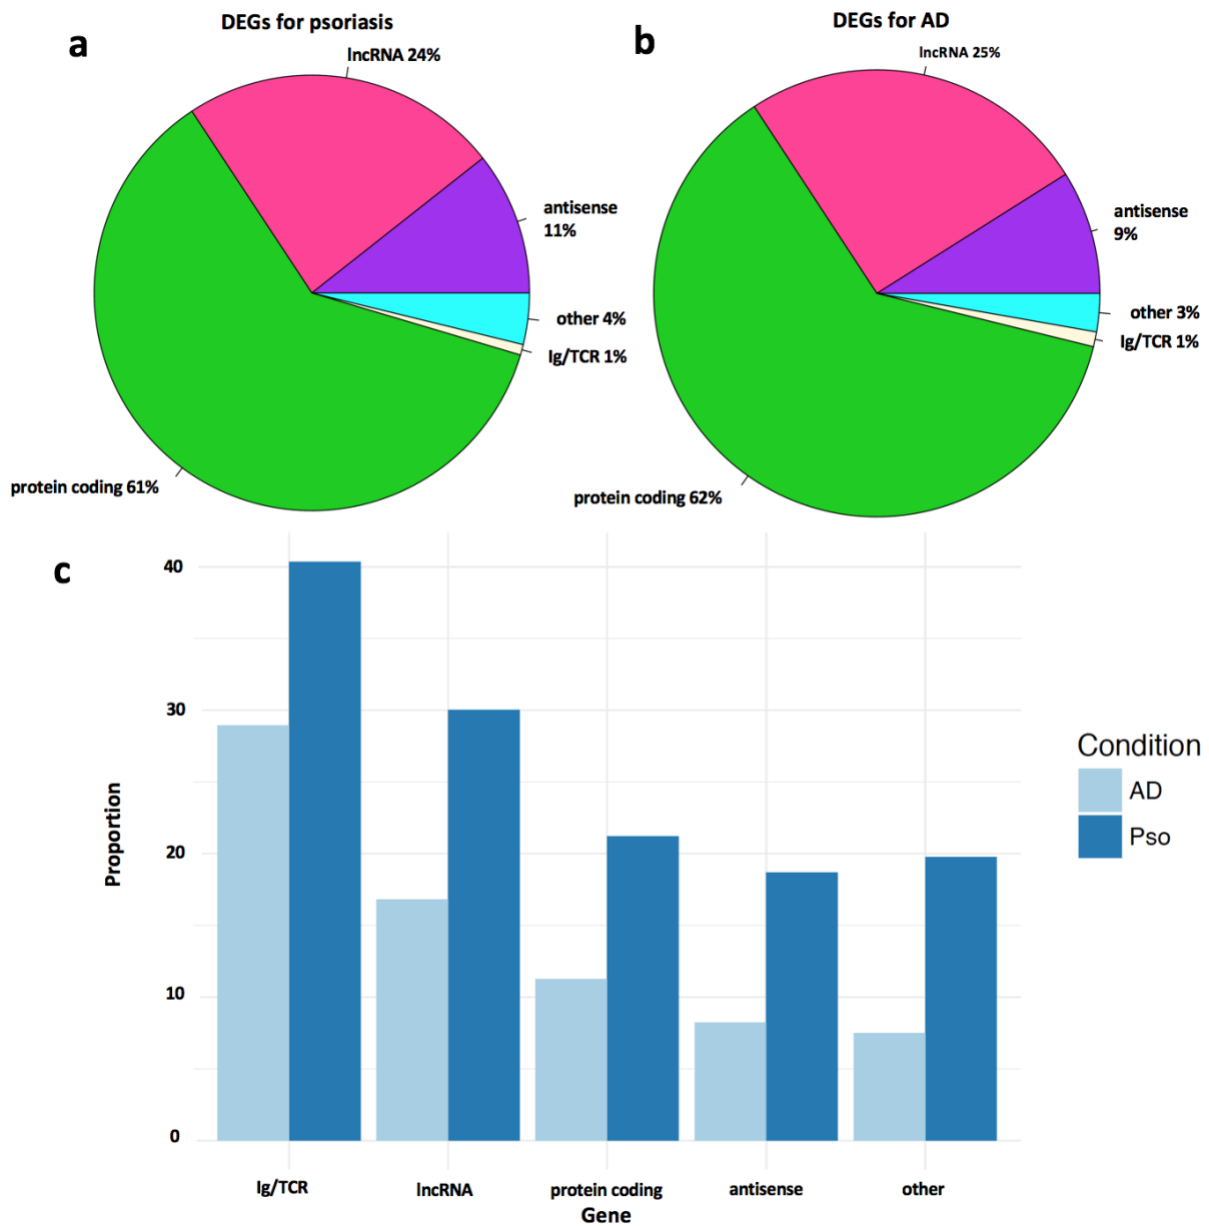 DEGs for psoriasis
a
lncRNA 24%
antisense
11%
other 4%
Ig/TCR 1%
protein coding 61%
DEGs for AD
b
lncRNA 25%
antisense
9%
other 3%
Ig/TCR 1%
protein coding 62%
c
40
30
20
10
0
Proportion
Ig/TCR
lncRNA
protein coding
antisense
other
Gene
Condition
AD
Pso